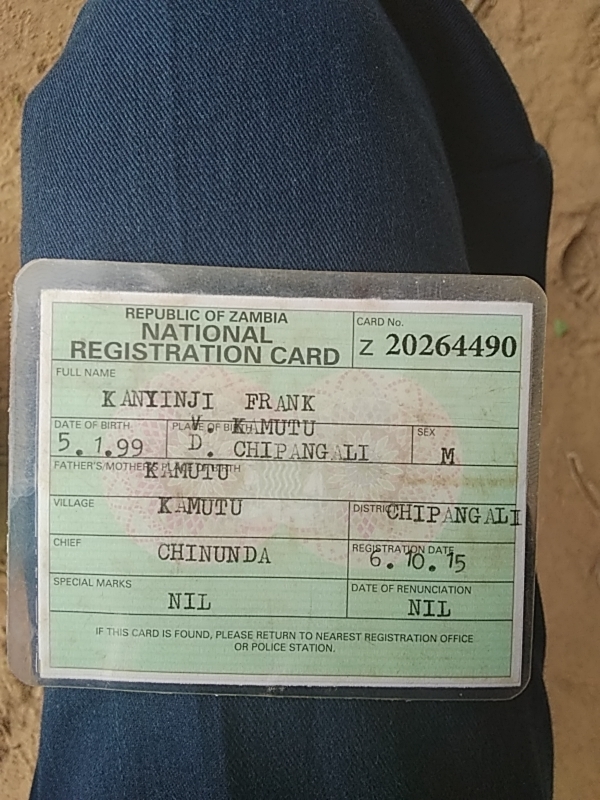 REPUBLIC OF ZAMBIA
NATIONAL
REGISTRATION CARD
CARD No.
Z 20264490
FULL NAME
KANYINJI FRANK
DATE OF BIRTH
5.1.99
PLACE OF BIRTH
V. KAMUTU
D. CHIPANGALI
SEX
M
FATHER'S/MOTHER'S PLACE OF BIRTH
KAMUTU
VILLAGE
KAMUTU
DISTRICT
CHIPANGALI
CHIEF
CHINUNDA
REGISTRATION DATE
6.10.15
SPECIAL MARKS
NIL
DATE OF RENUNCIATION
NIL
IF THIS CARD IS FOUND, PLEASE RETURN TO NEAREST REGISTRATION OFFICE
OR POLICE STATION.